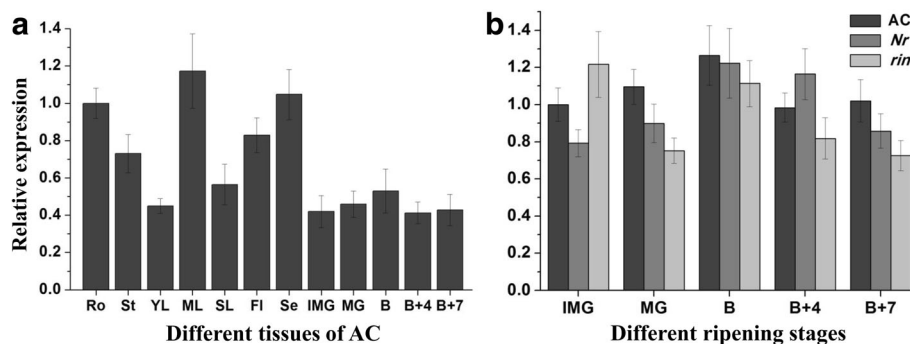 a
Relative expression
1.4
1.2
1.0
0.8
0.6
0.4
0.2
0.0
Ro St YL ML SL Fl Se IMG MG B B+4 B+7
Different tissues of AC
b
AC
Nr
rin
1.4
1.2
1.0
0.8
0.6
0.4
0.2
0.0
IMG MG B B+4 B+7
Different ripening stages